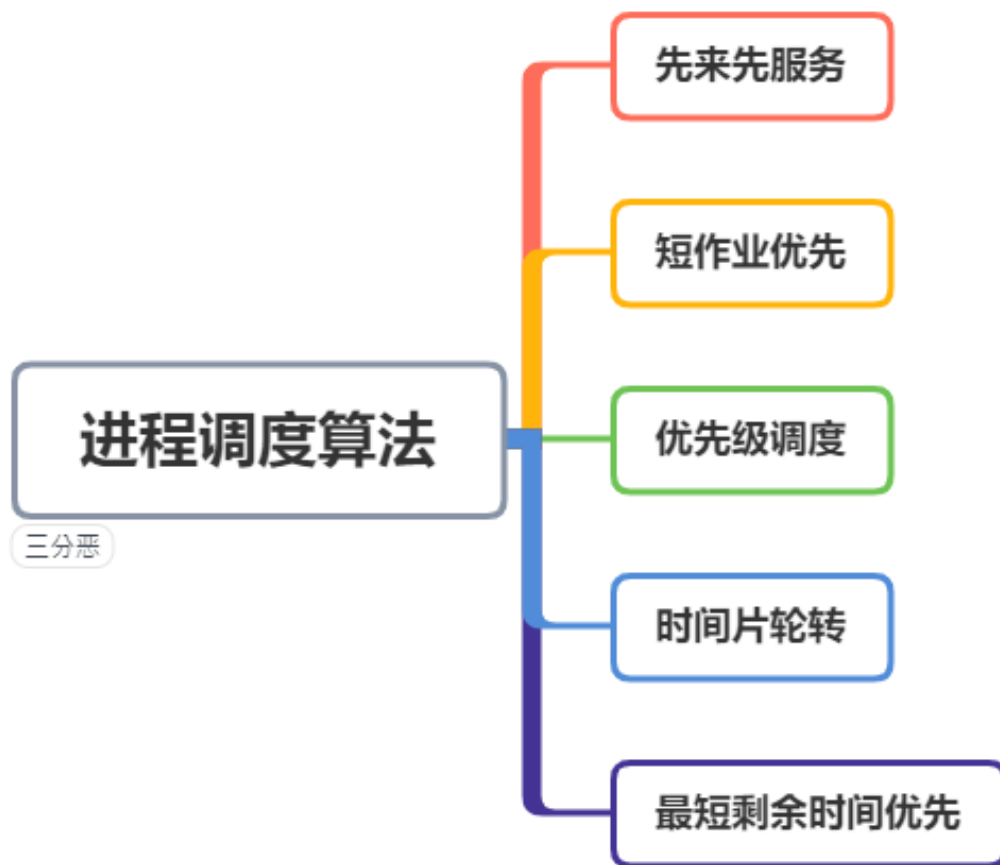 先来先服务
短作业优先
进程调度算法
三分恶
优先级调度
时间片轮转
最短剩余时间优先